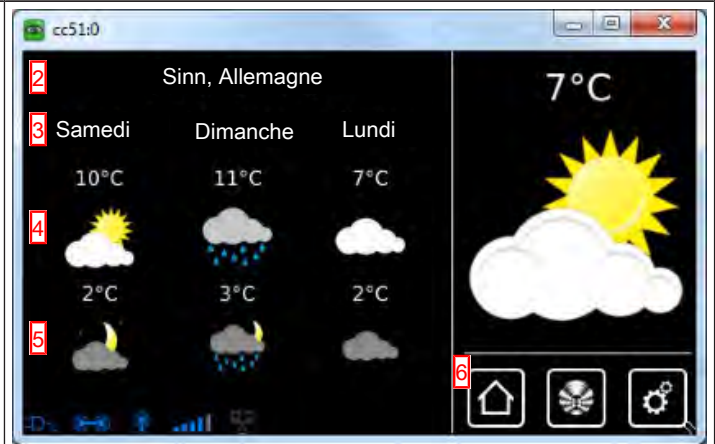 cc51:0
2 Sinn, Allemagne
7°C
3 Samedi Dimanche Lundi
10°C 11°C 7°C
4
2°C 3°C 2°C
5
6